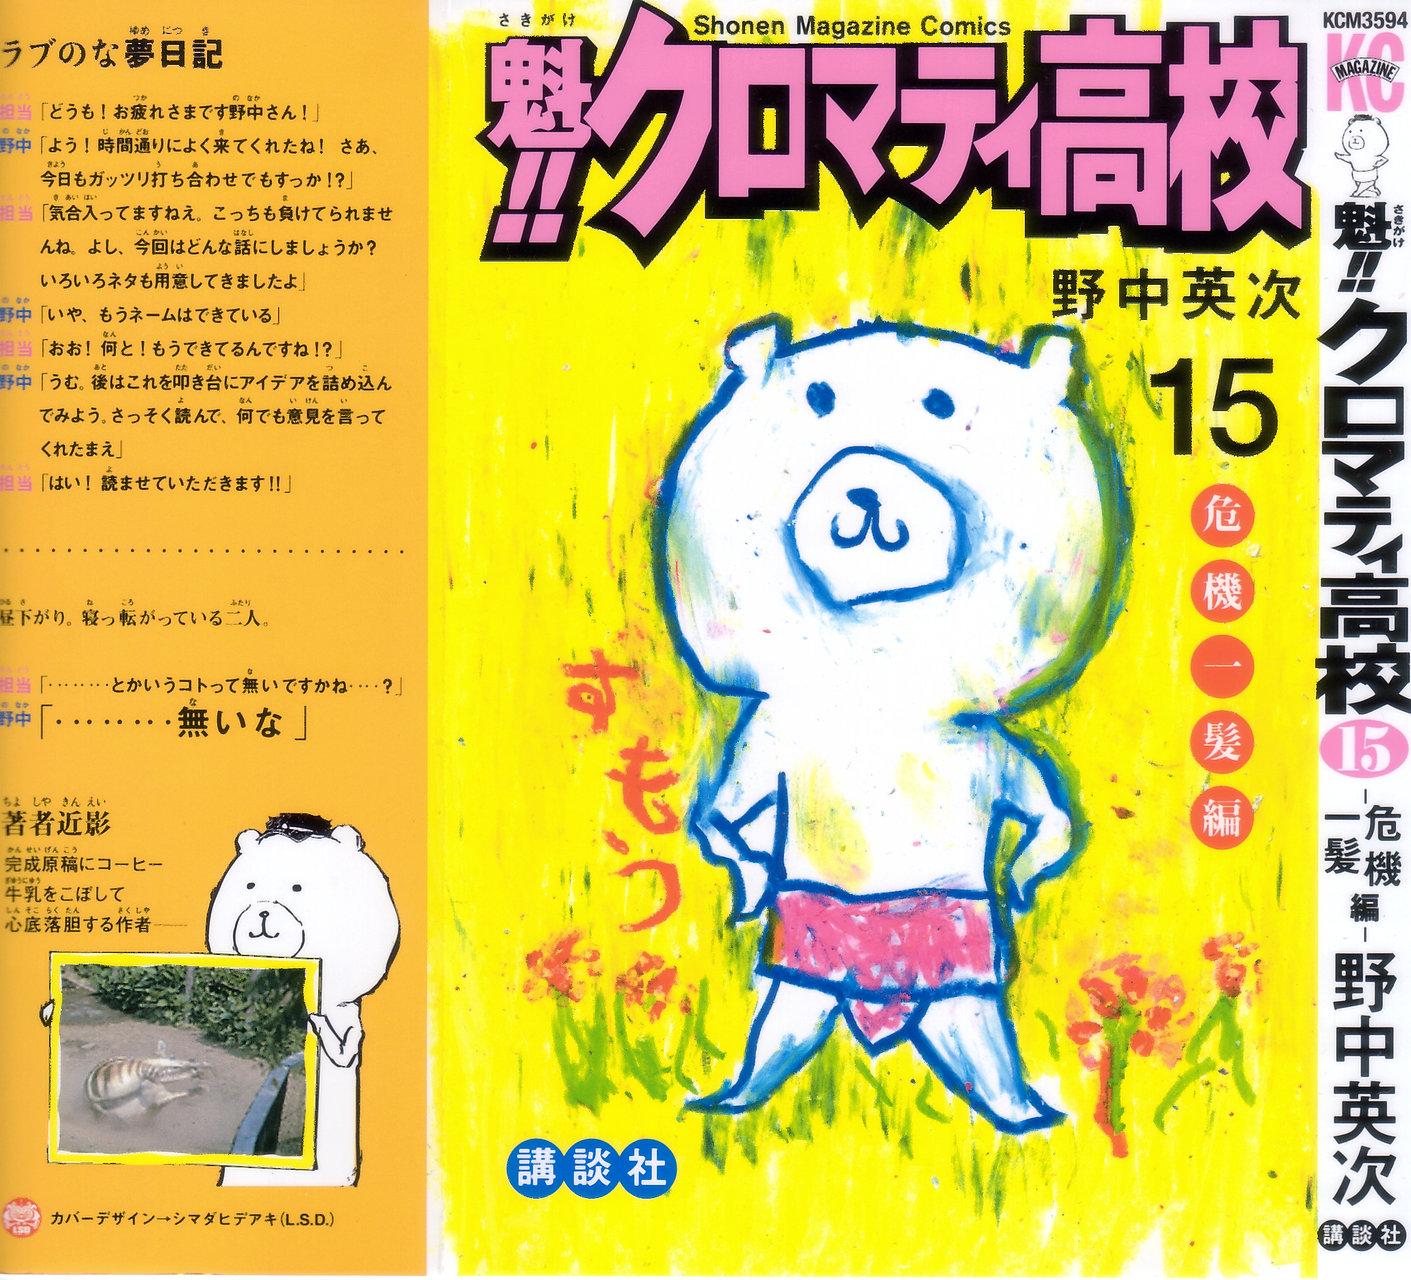 ラブのな夢日記
担当「どうも!お疲れさまです野中さん!」
野中「よう!時間通りによく来てくれたね! さあ、
今日もガッツリ打ち合わせでもすっか!?」
担当「気合入ってますねえ。こっちも負けてられませ
んね。よし、今回はどんな話にしましょうか?
いろいろネタも用意してきましたよ」
野中「いや、もうネームはできている」
担当「おお!何と!もうできてるんですね!?」
野中「うむ。後はこれを叩き台にアイデアを詰め込ん
でみよう。さっそく読んで、何でも意見を言って
くれたまえ」
担当「はい! 読ませていただきます!!」
昼下がり。寝っ転がっている二人。
担当「‥‥‥‥とかいうコトって無いですかね‥‥?」
野中「‥‥‥‥無いな」
著者近影
完成原稿にコーヒー
牛乳をこぼして
心底落胆する作者——
LSD
カバーデザイン→シマダヒデアキ(L.S.D.)
Shonen Magazine Comics
さきがけ
魁!!クロマティ高校
野中英次
15
危機一髪編
すもう
講談社
KCM3594
KC
MAGAZINE
さきがけ
魁!!クロマティ高校
15
-危機一髪編-
野中英次
講談社